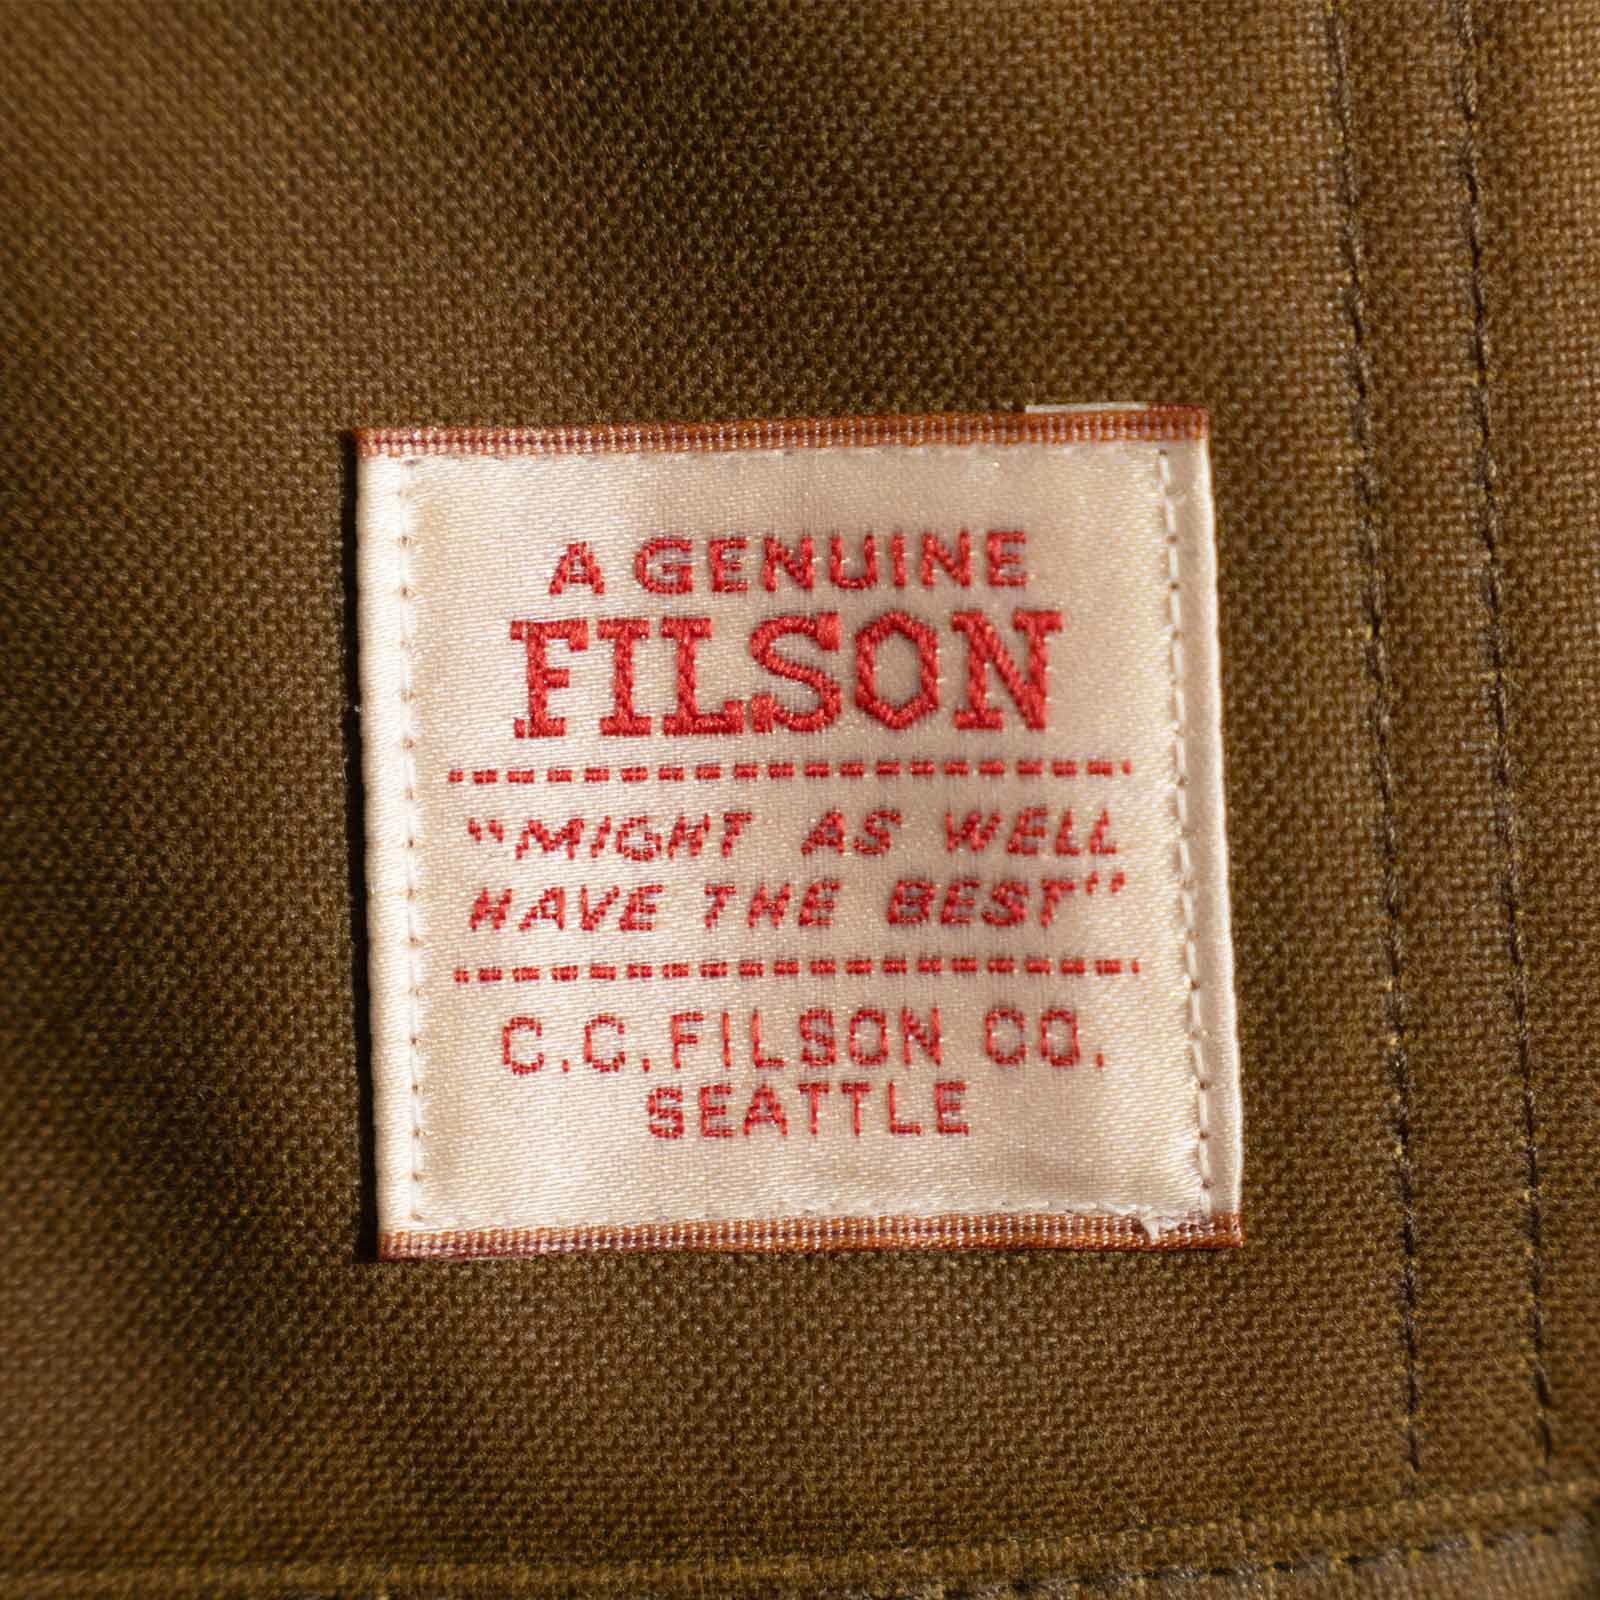 A GENUINE
FILSON
"MIGHT AS WELL
HAVE THE BEST"
C.C. FILSON CO.
SEATTLE